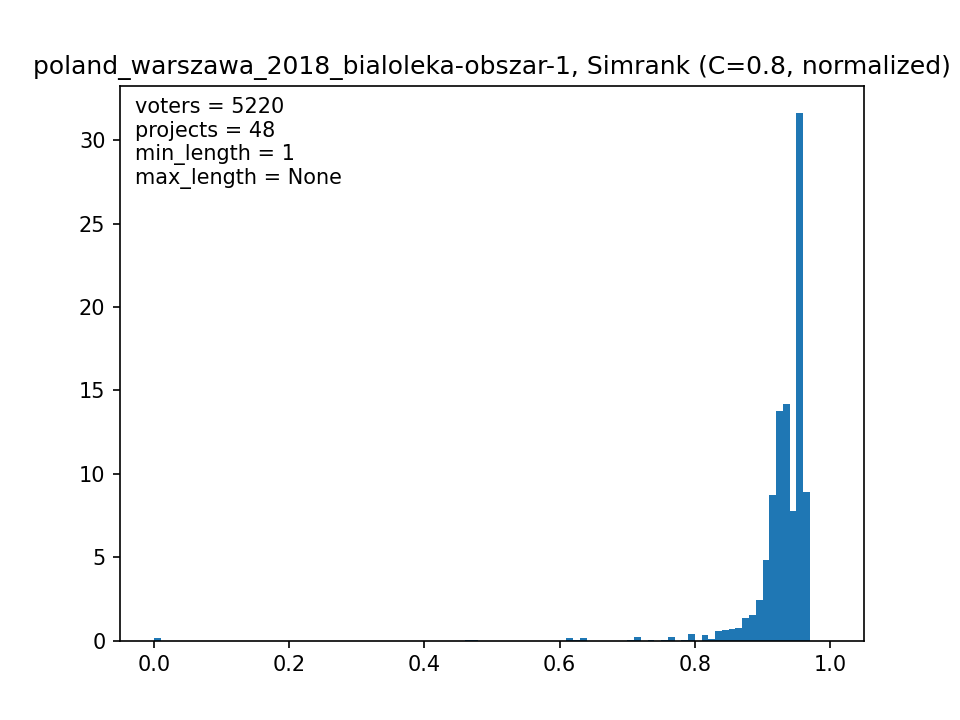 poland_warszawa_2018_bialoleka-obszar-1, Simrank (C=0.8, normalized)
voters = 5220
projects = 48
min_length = 1
max_length = None
30
25
20
15
10
5
0
0.0 0.2 0.4 0.6 0.8 1.0